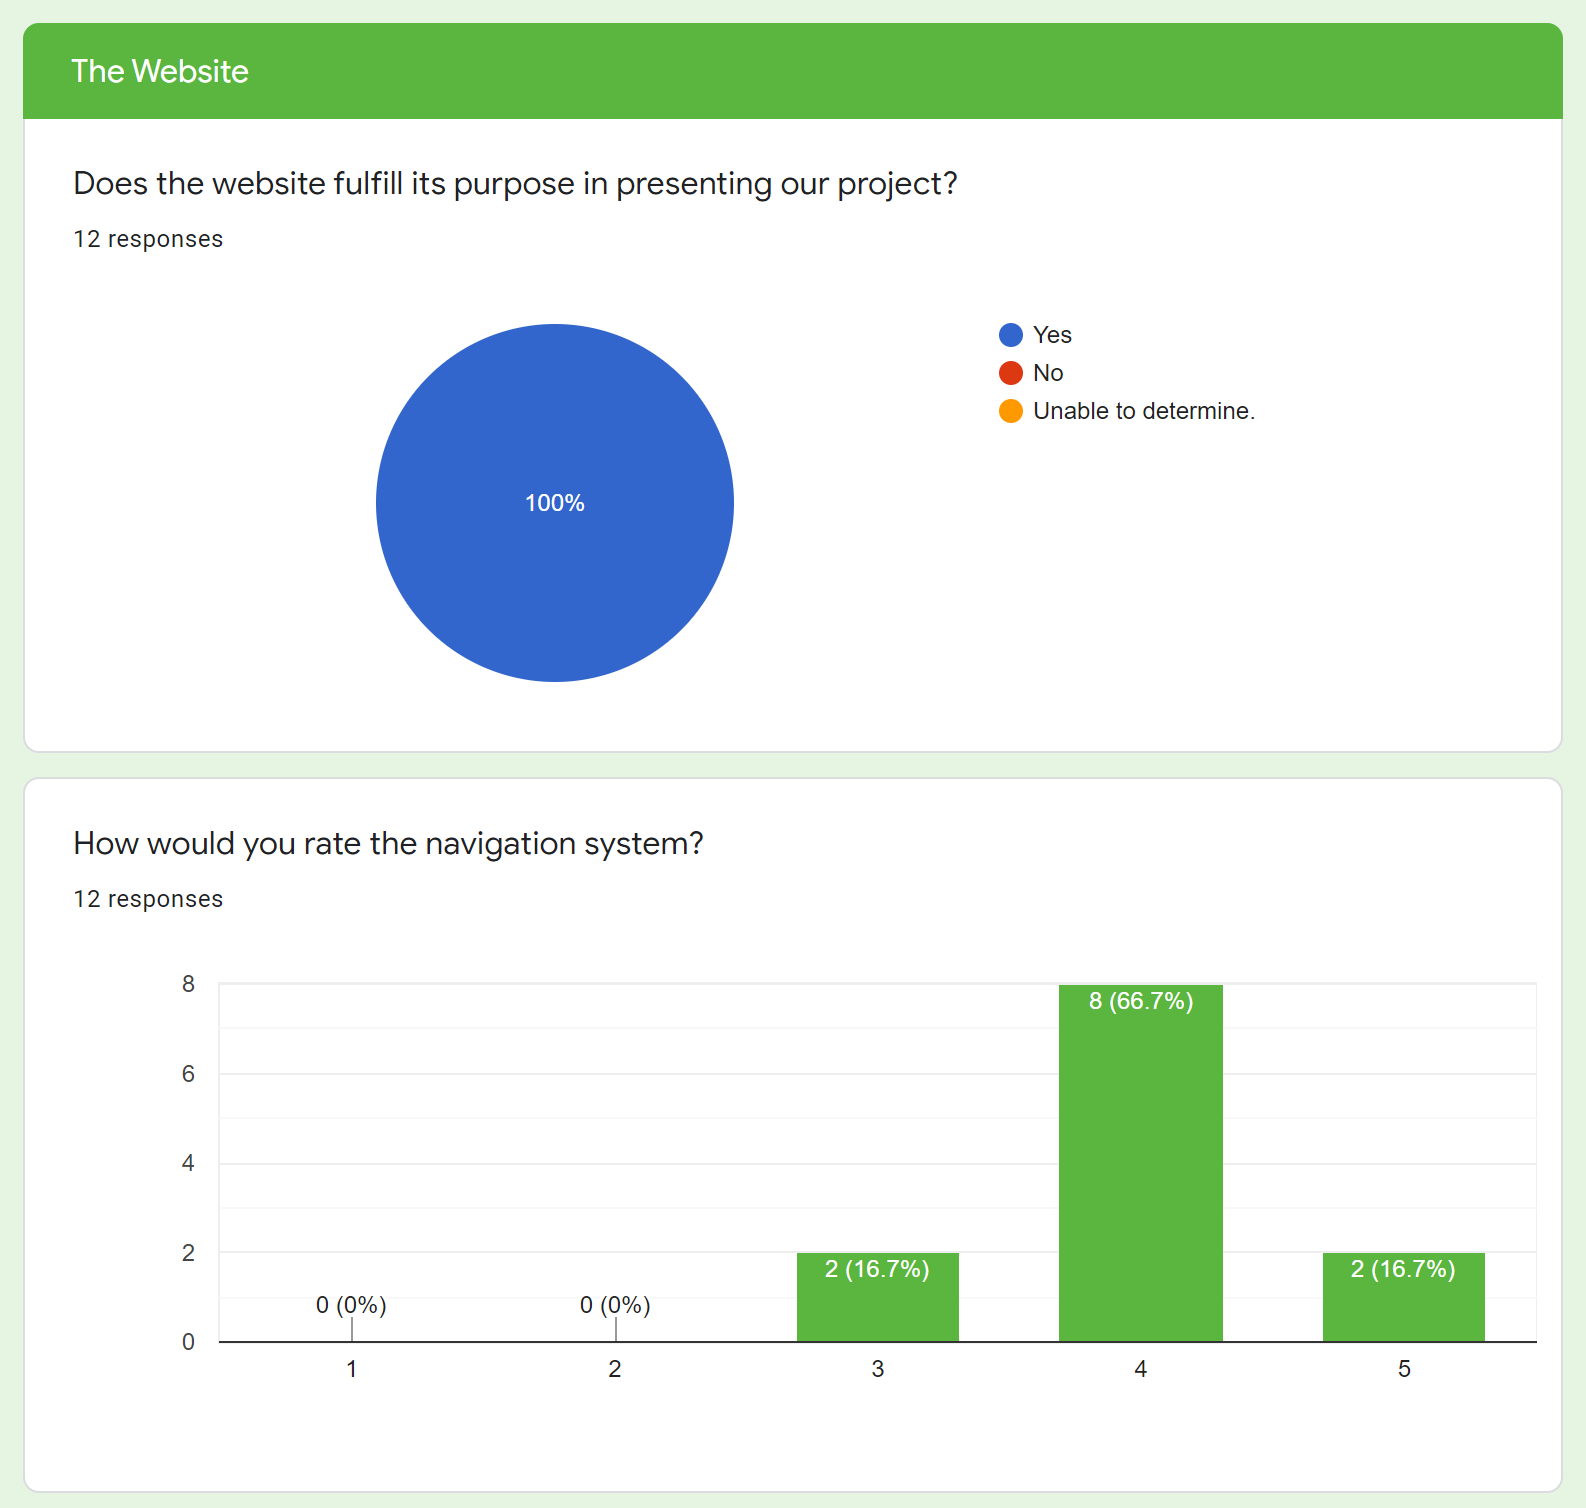 The Website
Does the website fulfill its purpose in presenting our project?
12 responses
100%
Yes
No
Unable to determine.
How would you rate the navigation system?
12 responses
8
6
4
2
0
0 (0%)
0 (0%)
2 (16.7%)
8 (66.7%)
2 (16.7%)
1
2
3
4
5